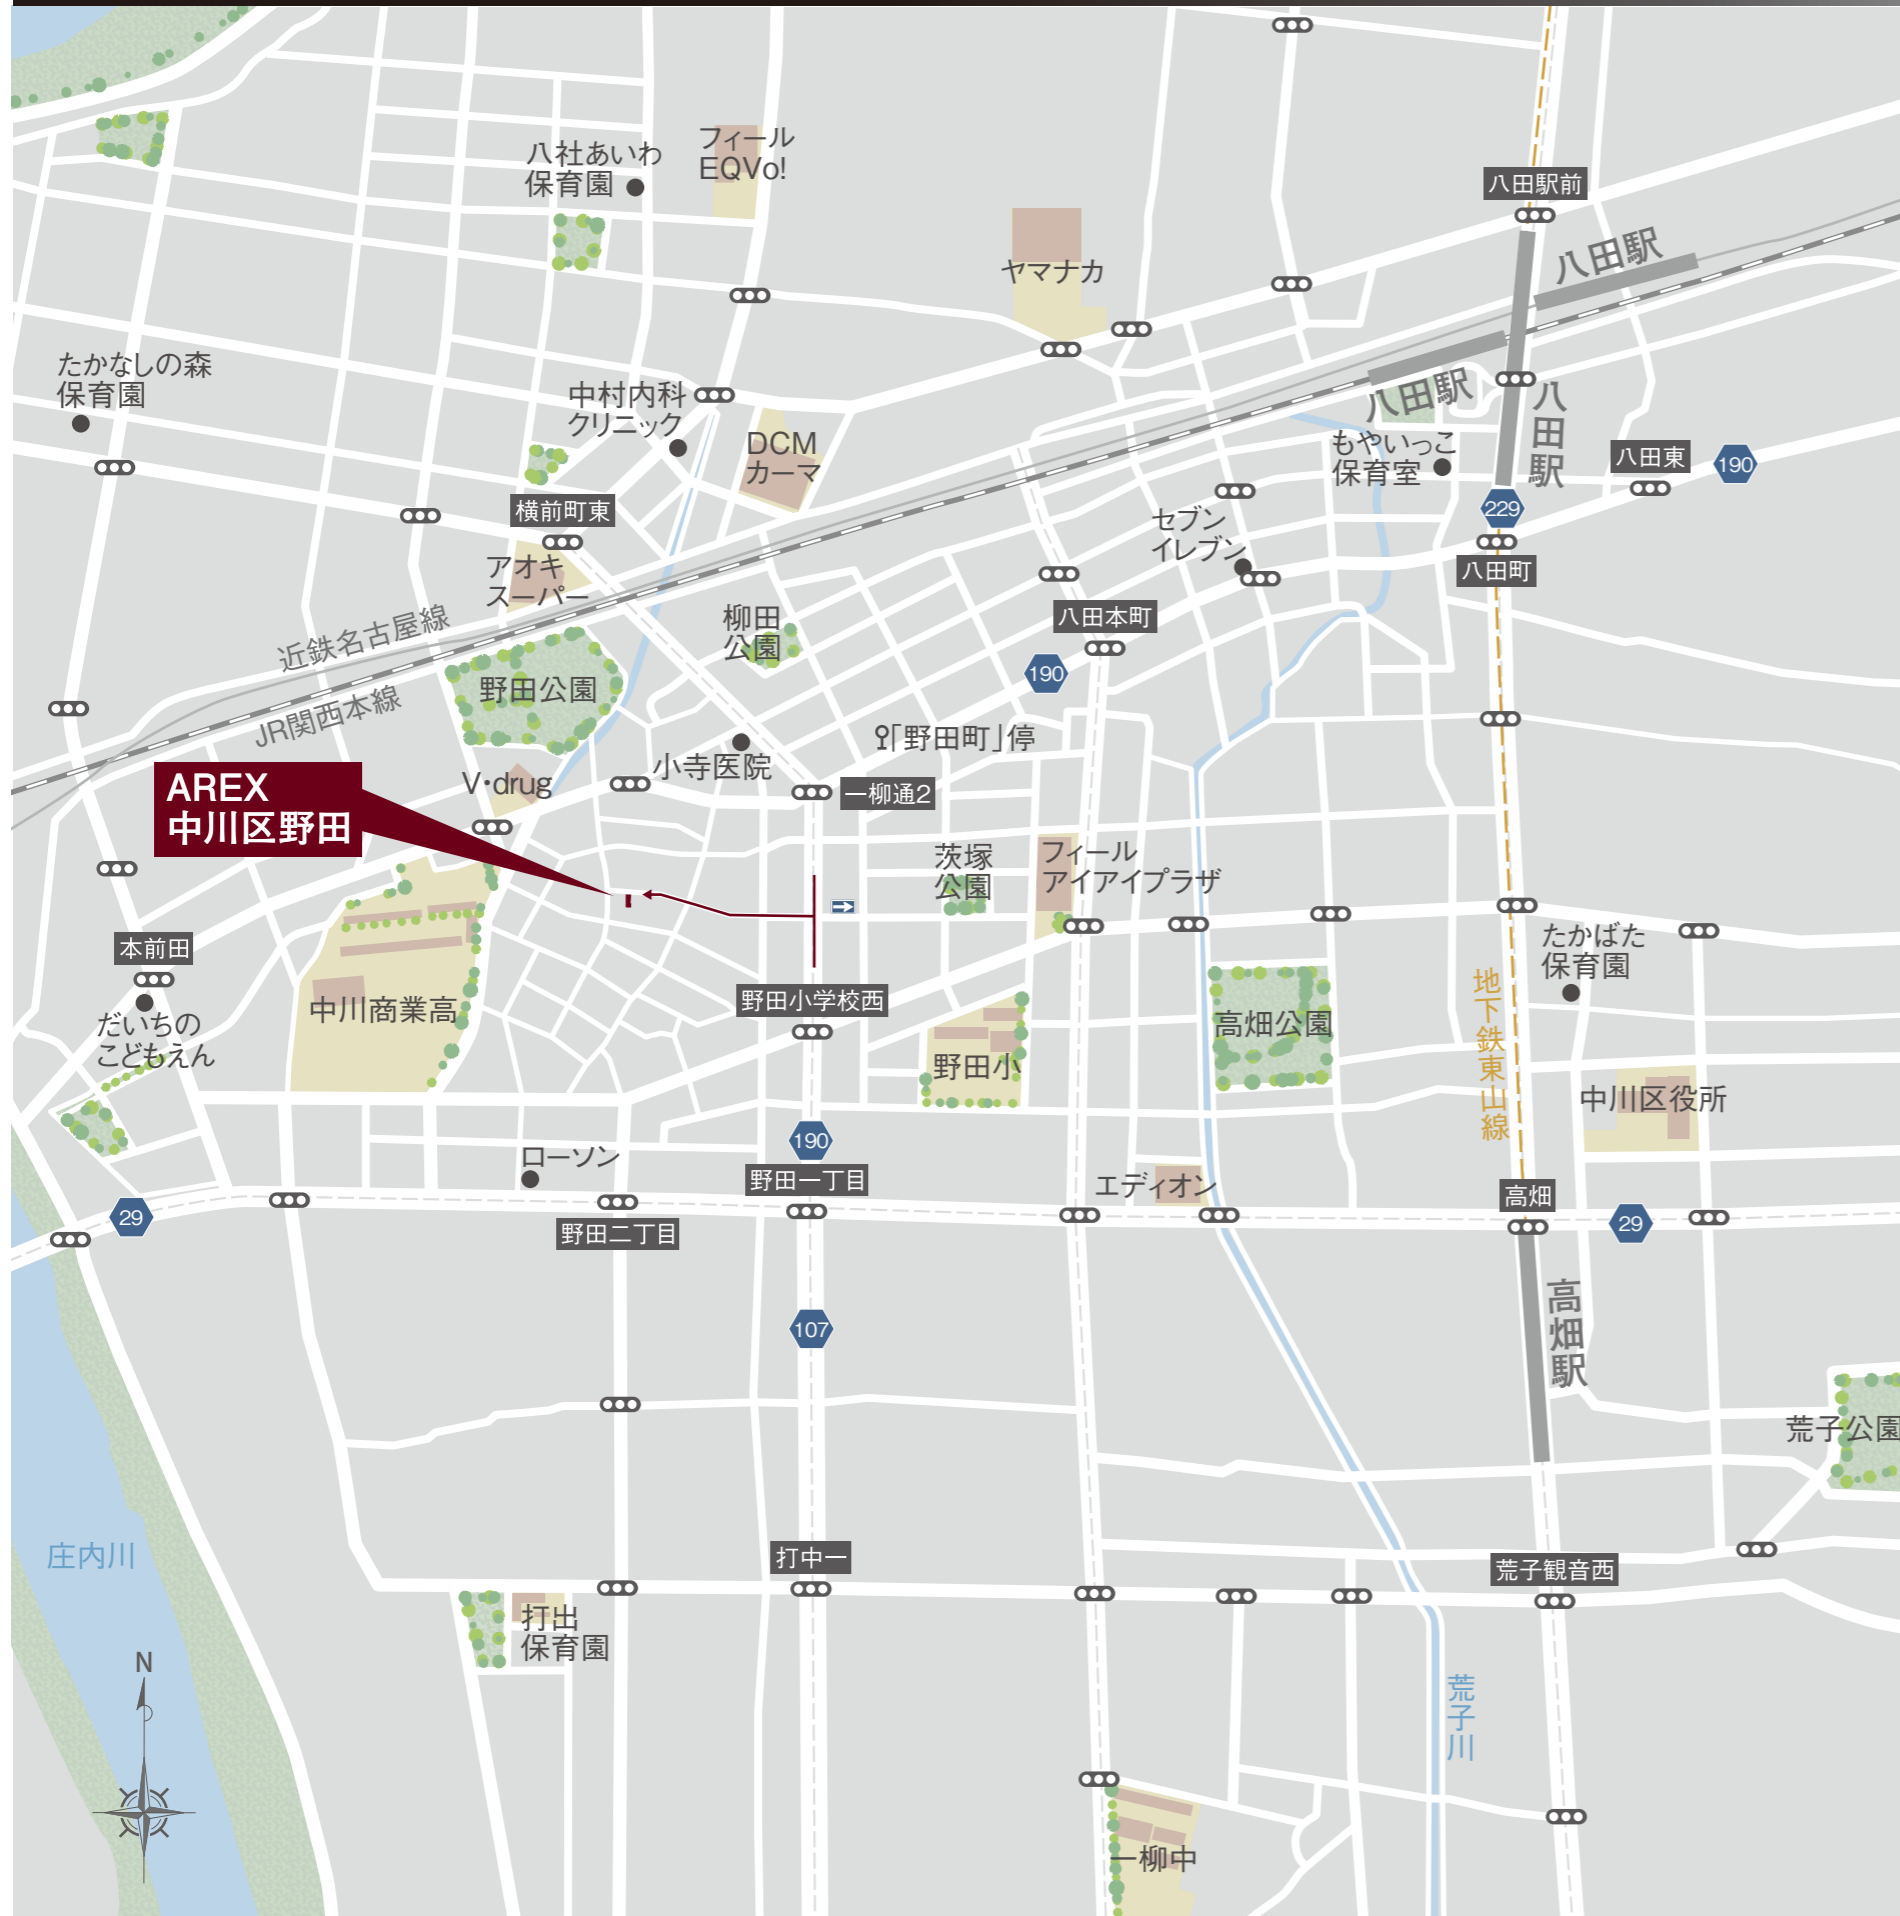 八社あいわ
保育園
フィール
EQVo!
八田駅前
八田駅
ヤマナカ
たかなしの森
保育園
中村内科
クリニック
DCM
カーマ
八田駅
八田駅
もやいっこ
保育室
八田東
190
横前町東
229
セブン
イレブン
八田町
アオキ
スーパー
近鉄名古屋線
柳田
公園
八田本町
190
野田公園
JR関西本線
「野田町」停
小寺医院
V・drug
一柳通2
AREX
中川区野田
茨塚
公園
フィール
アイアイプラザ
本前田
たかばた
保育園
だいちの
こどもえん
中川商業高
野田小学校西
高畑公園
地下鉄東山線
野田小
中川区役所
190
ローソン
野田一丁目
エディオン
高畑
29
野田二丁目
29
107
高畑駅
荒子公園
庄内川
打中一
荒子観音西
打出
保育園
N
荒子川
一柳中